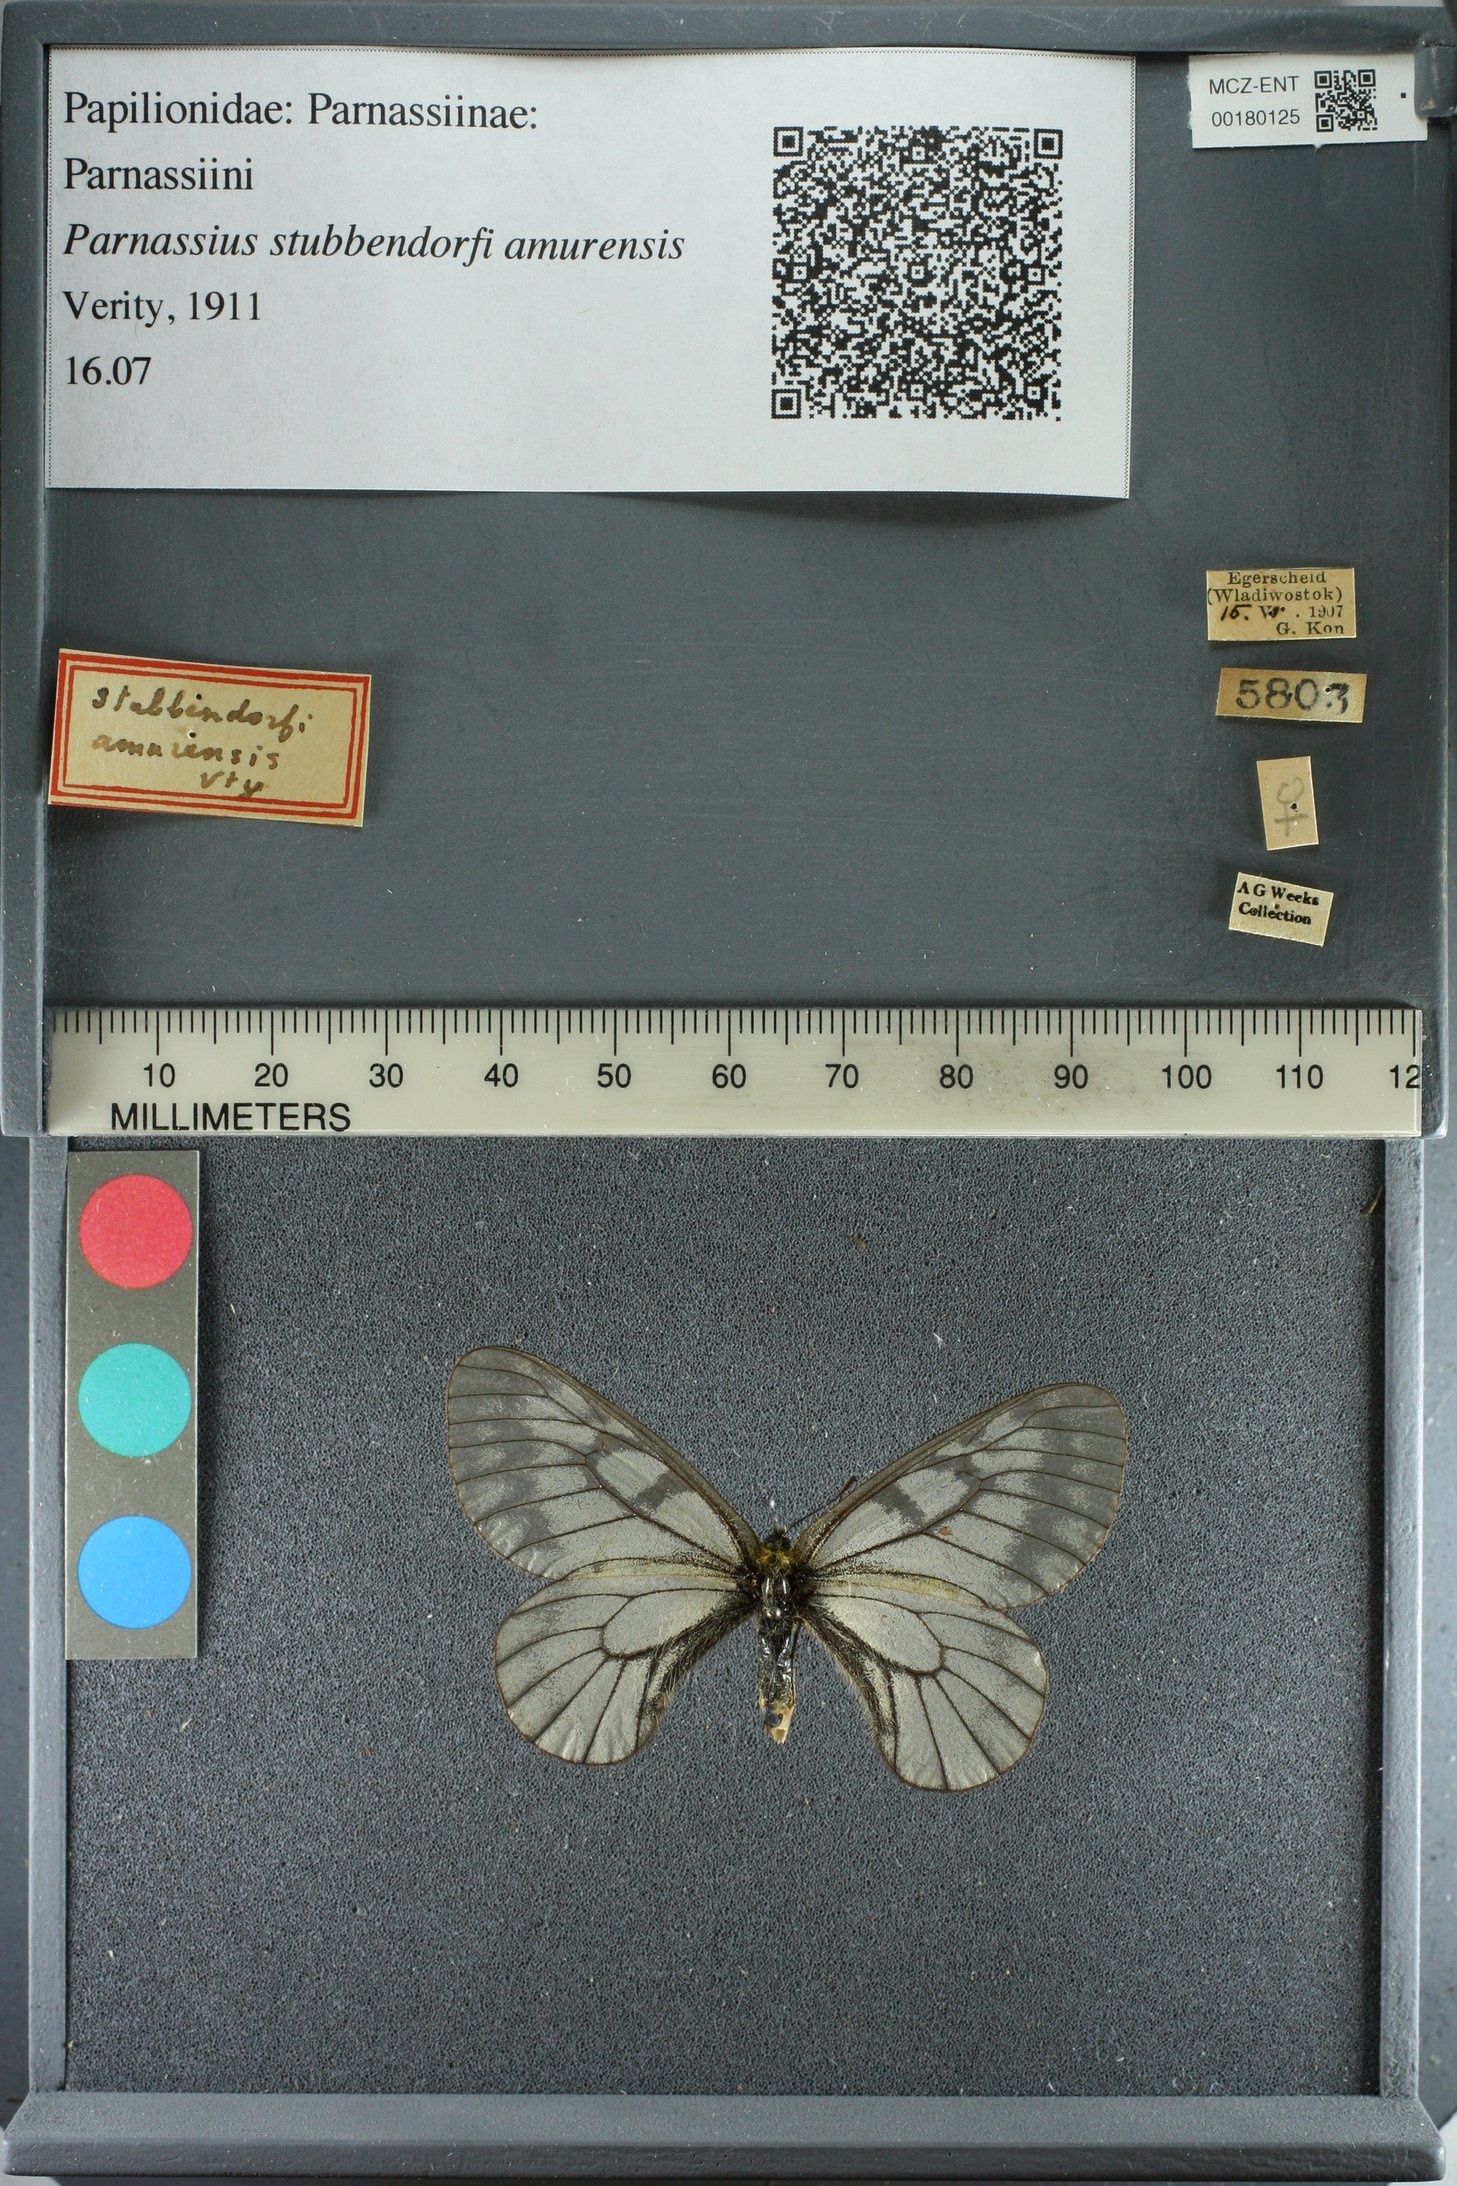 Papilionidae: Parnassiinae:
Parnassiini
Parnassius stubbendorfi amurensis
Verity, 1911
16.07
MCZ-ENT
00180125
Egerscheld
(Wladiwostok)
15. . 1907
G. Kon
5803
♀
A G Weeks
Collection
stubbendorfi
amurensis
Vty
10 20 30 40 50 60 70 80 90 100 110 12
MILLIMETERS